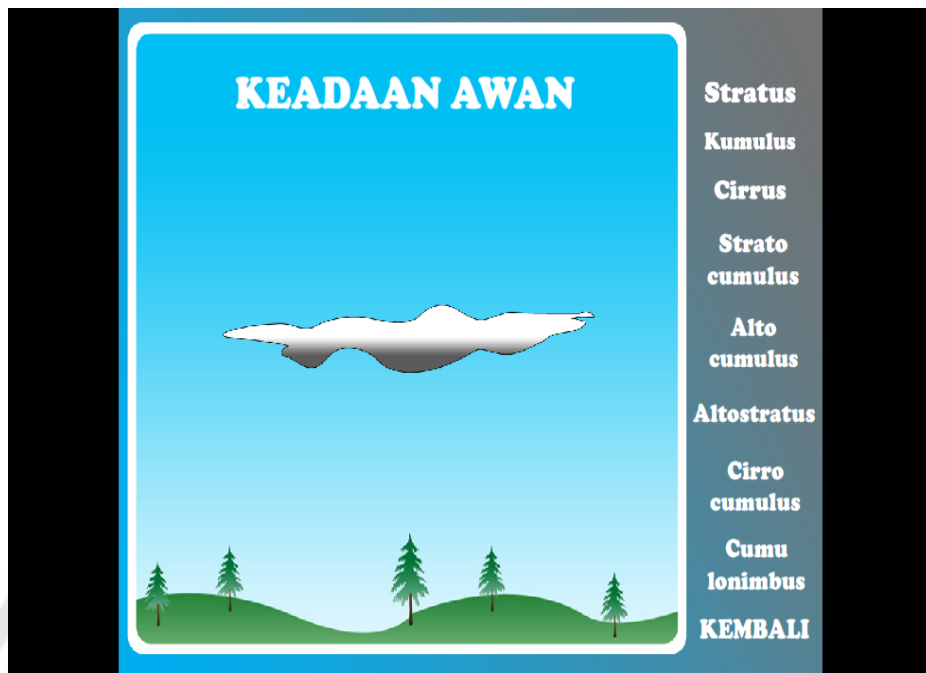 KEADAAN AWAN
Stratus
Kumulus
Cirrus
Strato
cumulus
Alto
cumulus
Altostratus
Cirro
cumulus
Cumu
lonimbus
KEMBALI